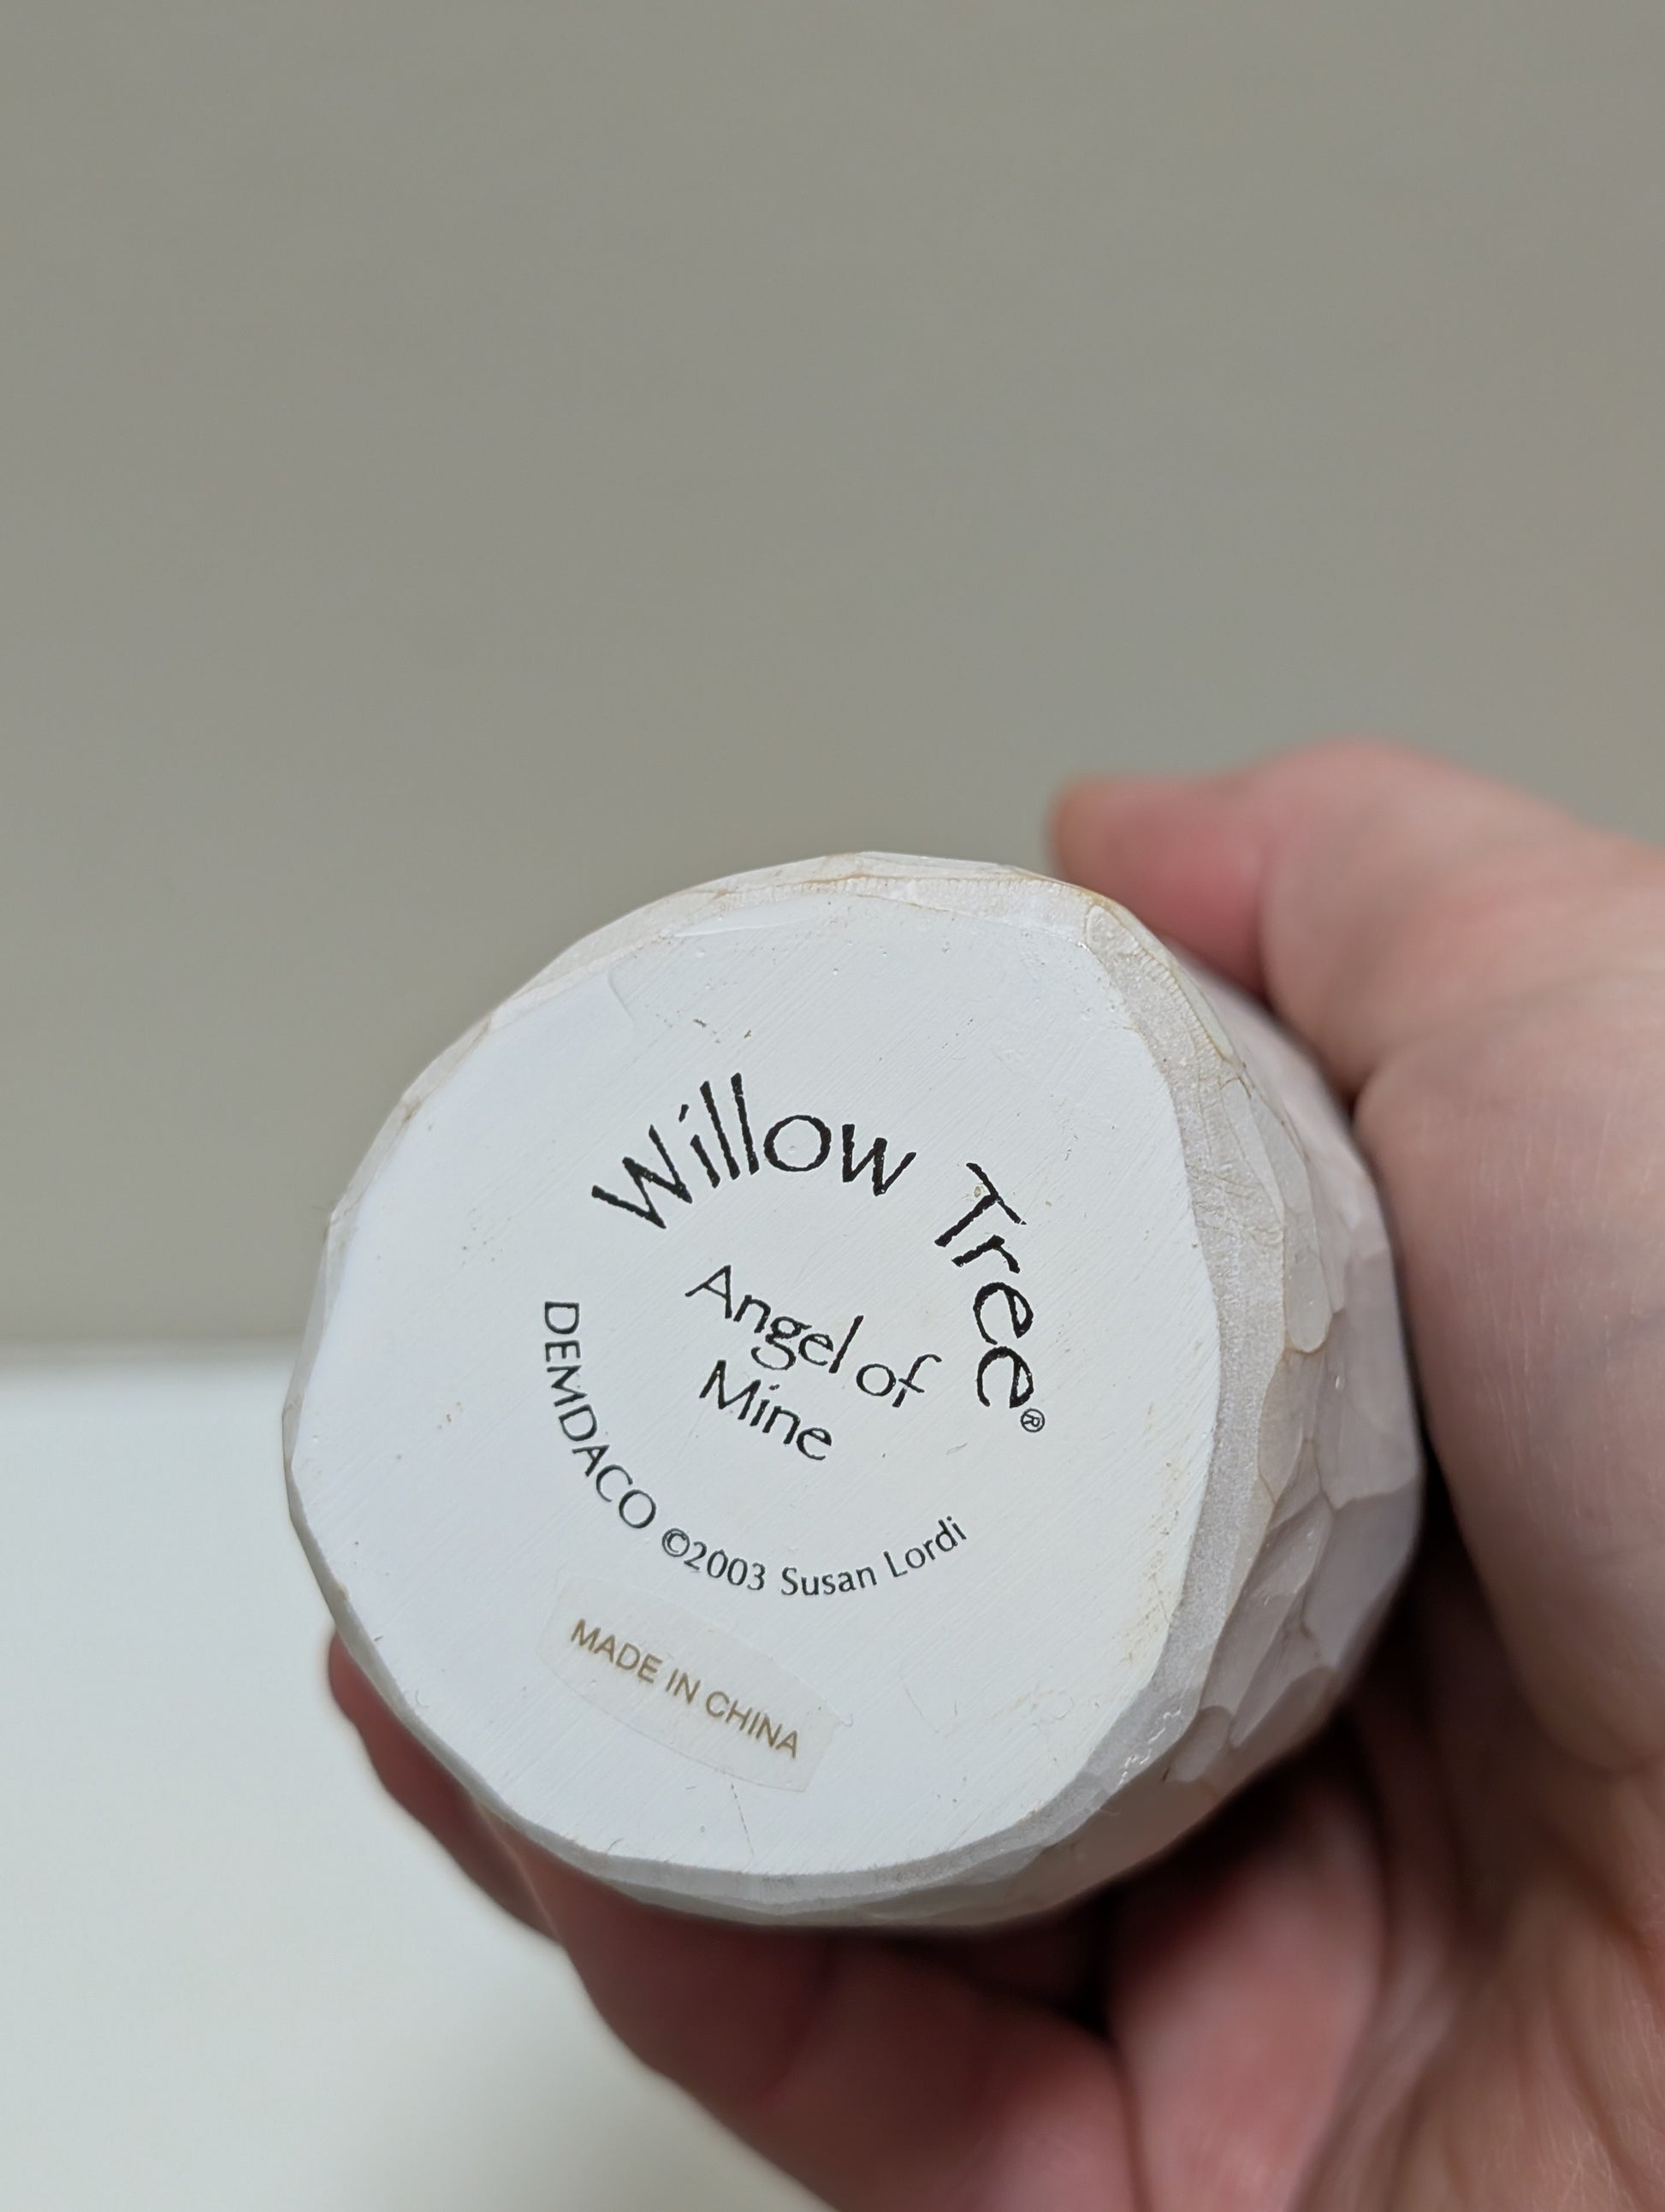 Willow Tree®
Angel of
Mine
DEMDACO ©2003 Susan Lordi
MADE IN CHINA